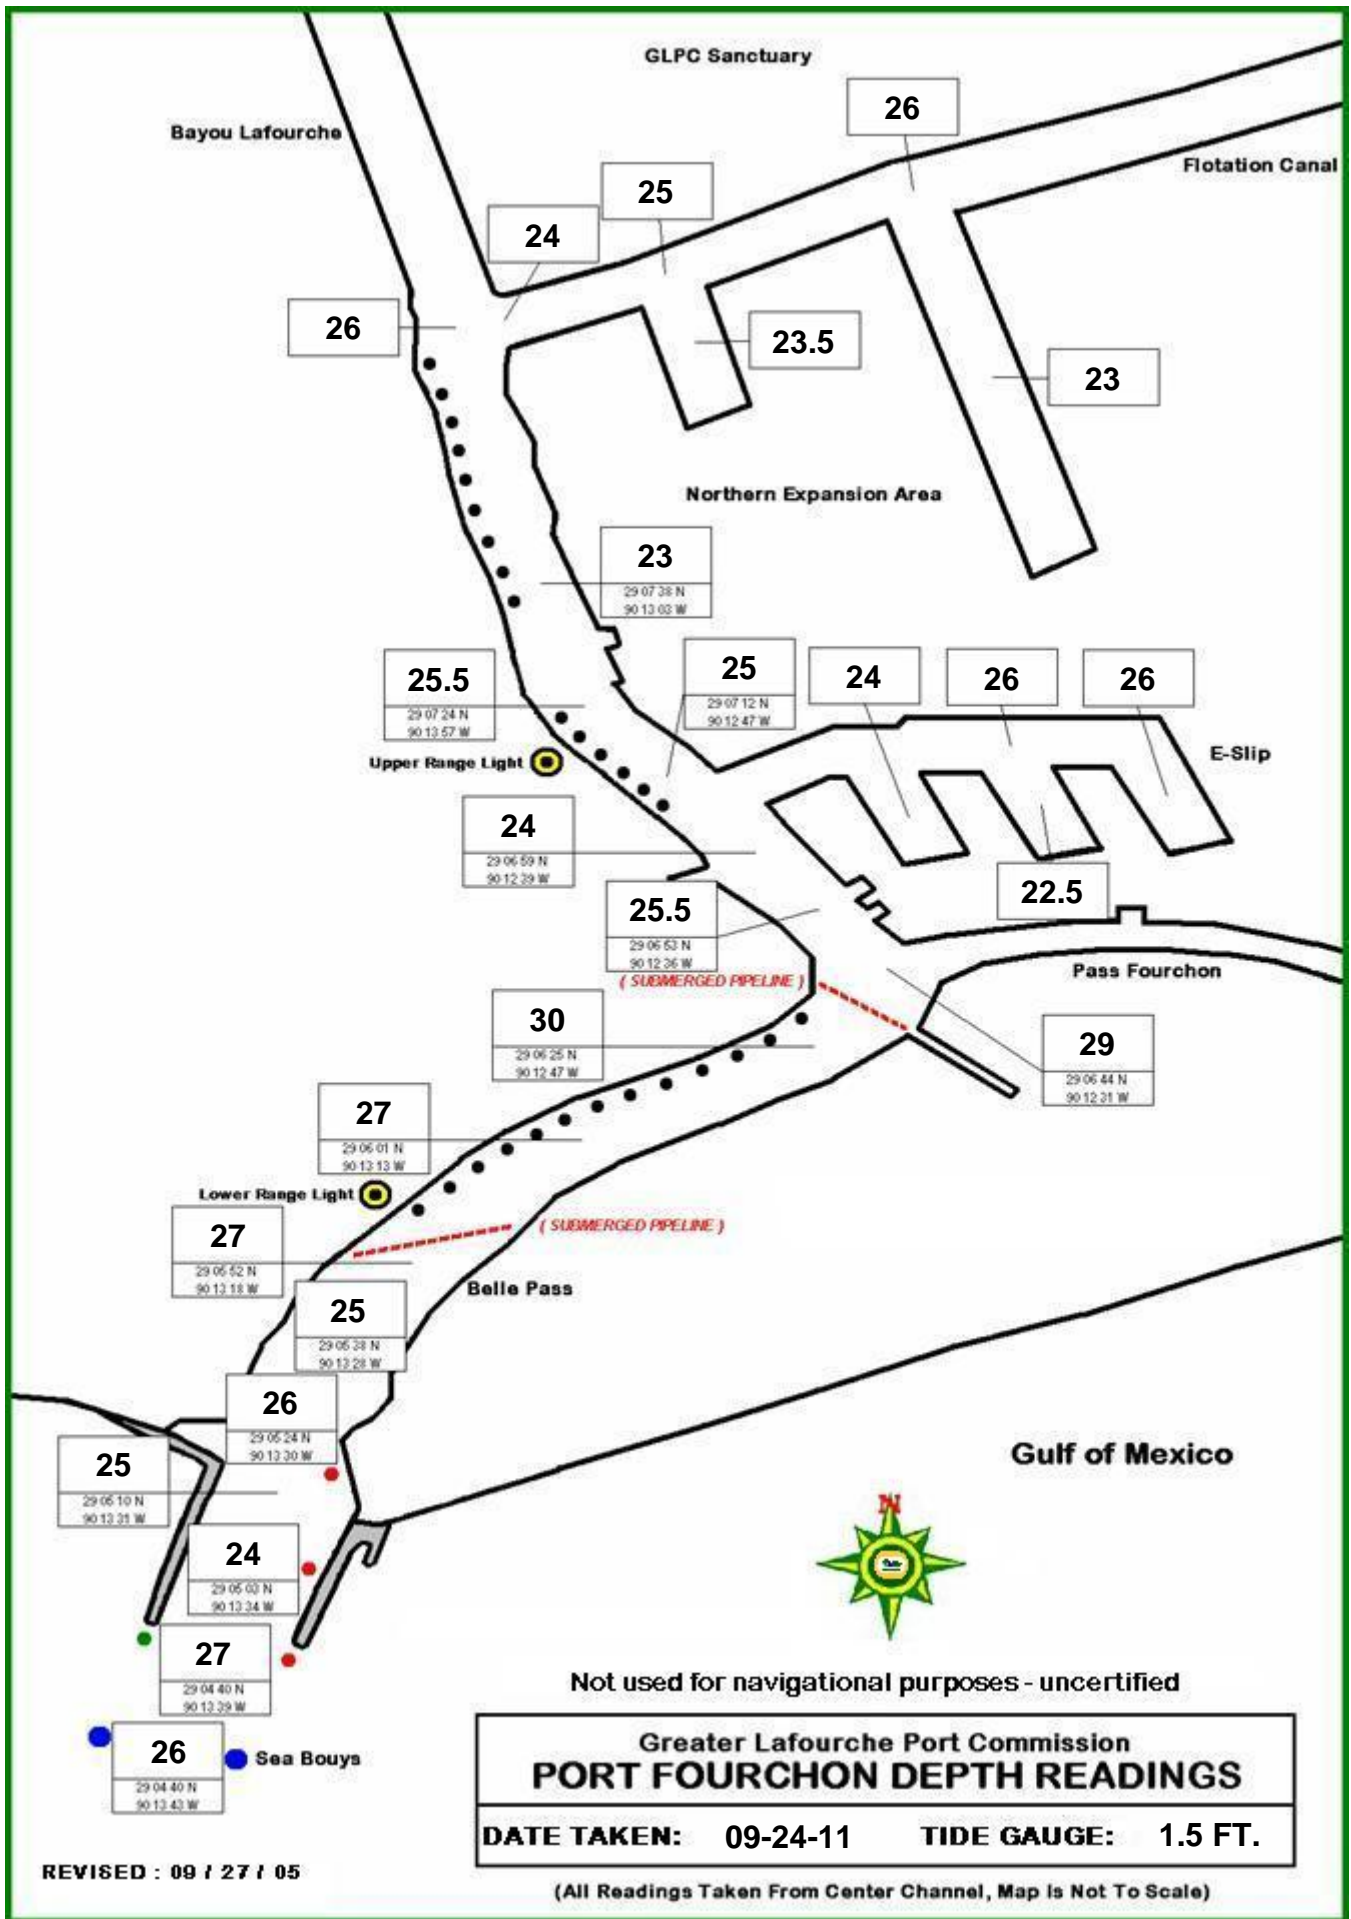 GLPC Sanctuary
26
Bayou Lafourche
Flotation Canal
25
24
26
23.5
23
Northern Expansion Area
23
29 07 38 N
90 13 03 W
25.5
29 07 24 N
90 13 57 W
25
29 07 12 N
90 12 47 W
24
26
26
E-Slip
Upper Range Light
24
29 06 59 N
90 12 39 W
22.5
25.5
29 06 53 N
90 12 36 W
Pass Fourchon
( SUBMERGED PIPELINE )
30
29 06 25 N
90 12 47 W
29
29 06 44 N
90 12 31 W
27
29 06 01 N
90 13 13 W
Lower Range Light
27
29 05 52 N
90 13 18 W
( SUBMERGED PIPELINE )
Belle Pass
25
29 05 38 N
90 13 28 W
26
29 05 24 N
90 13 30 W
Gulf of Mexico
25
29 05 10 N
90 13 31 W
N
24
29 05 03 N
90 13 34 W
27
29 04 40 N
90 13 39 W
Not used for navigational purposes - uncertified
26
29 04 40 N
90 13 43 W
Sea Bouys
Greater Lafourche Port Commission
PORT FOURCHON DEPTH READINGS
DATE TAKEN: 09-24-11 TIDE GAUGE: 1.5 FT.
REVISED : 09 / 27 / 05
(All Readings Taken From Center Channel, Map Is Not To Scale)